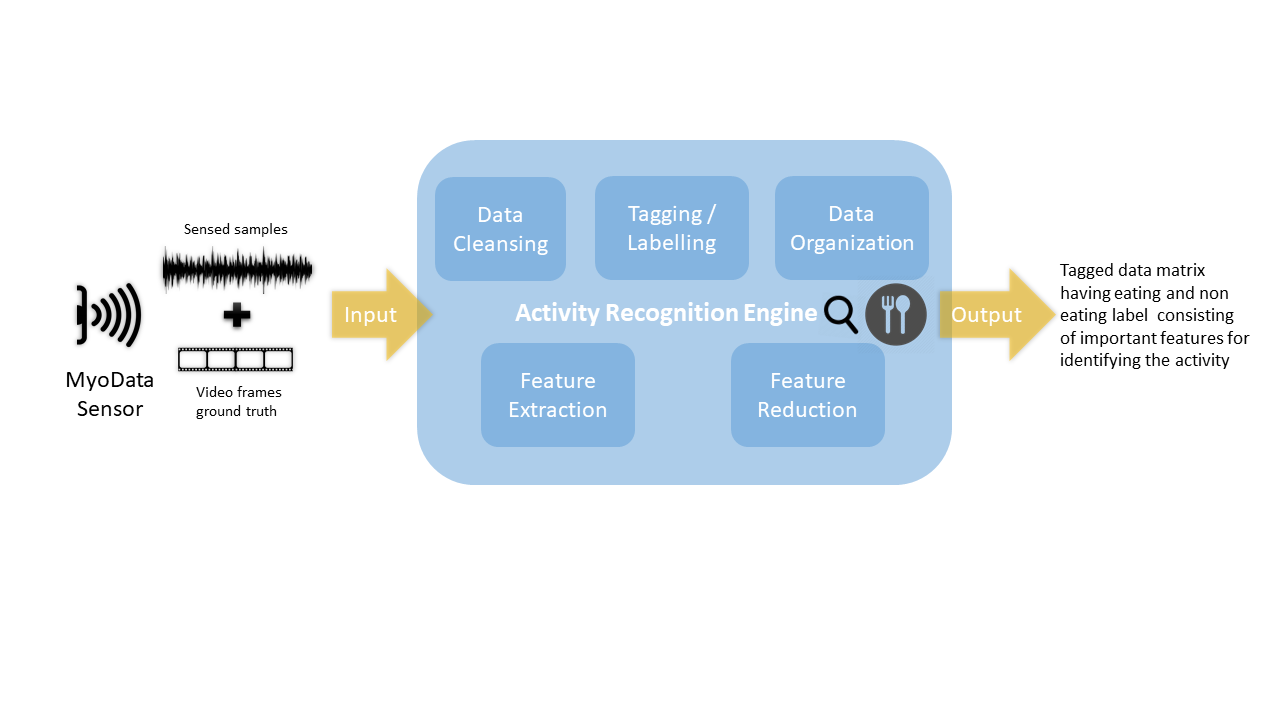 Sensed samples
MyoData
Sensor
Video frames
ground truth
Input
Data
Cleansing
Tagging /
Labelling
Data
Organization
Activity Recognition Engine
Feature
Extraction
Feature
Reduction
Output
Tagged data matrix
having eating and non
eating label consisting
of important features for
identifying the activity